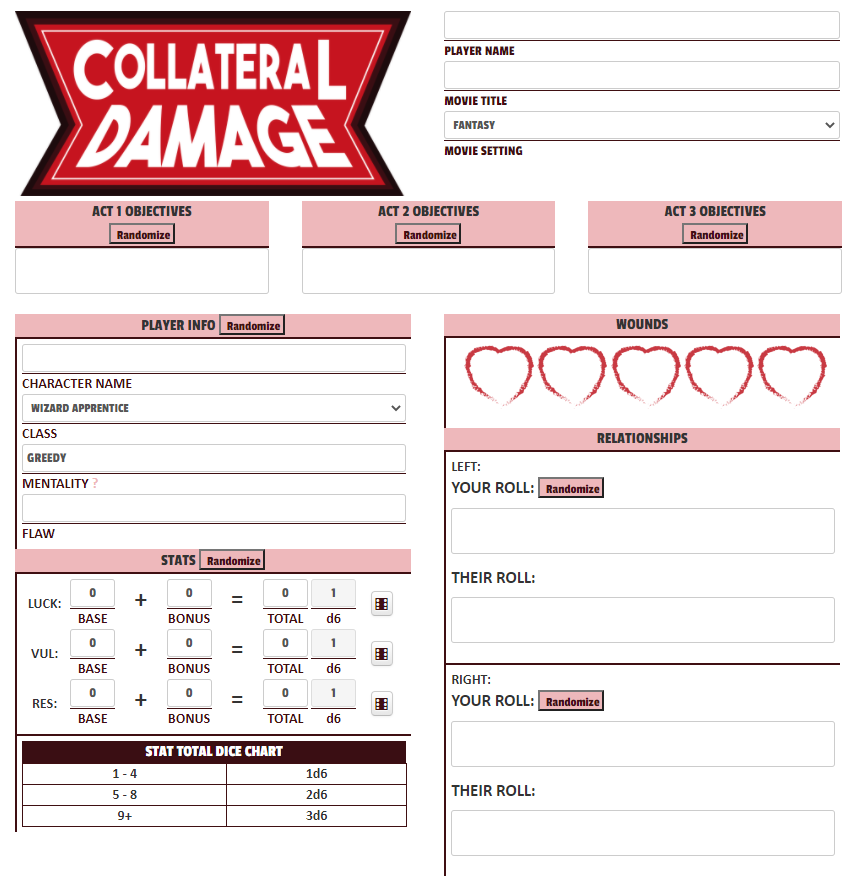 COLLATERAL
DAMAGE
PLAYER NAME
MOVIE TITLE
FANTASY
MOVIE SETTING
ACT 1 OBJECTIVES
Randomize
ACT 2 OBJECTIVES
Randomize
ACT 3 OBJECTIVES
Randomize
PLAYER INFO Randomize
CHARACTER NAME
WIZARD APPRENTICE
CLASS
GREEDY
MENTALITY ?
FLAW
STATS Randomize
LUCK: 0 + 0 = 0 1
BASE BONUS TOTAL d6
VUL: 0 + 0 = 0 1
BASE BONUS TOTAL d6
RES: 0 + 0 = 0 1
BASE BONUS TOTAL d6
STAT TOTAL DICE CHART
1 - 4 1d6
5 - 8 2d6
9+ 3d6
WOUNDS
RELATIONSHIPS
LEFT:
YOUR ROLL: Randomize
THEIR ROLL:
RIGHT:
YOUR ROLL: Randomize
THEIR ROLL: